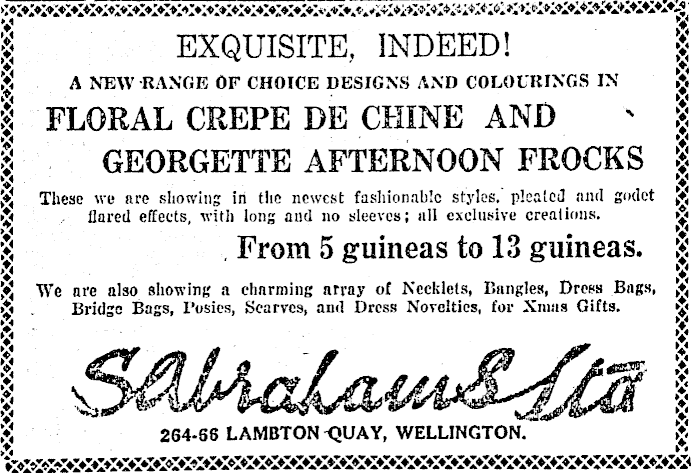 EXQUISITE, INDEED!
A NEW RANGE OF CHOICE DESIGNS AND COLOURINGS IN
FLORAL CREPE DE CHINE AND
GEORGETTE AFTERNOON FROCKS
These we are showing in the newest fashionable styles, pleated and godet
flared effects, with long and no sleeves; all exclusive creations.
From 5 guineas to 13 guineas.
We are also showing a charming array of Necklets, Bangles, Dress Bags,
Bridge Bags, Posies, Scarves, and Dress Novelties, for Xmas Gifts.
S Abraham & Ltd
264-66 LAMBTON QUAY, WELLINGTON.